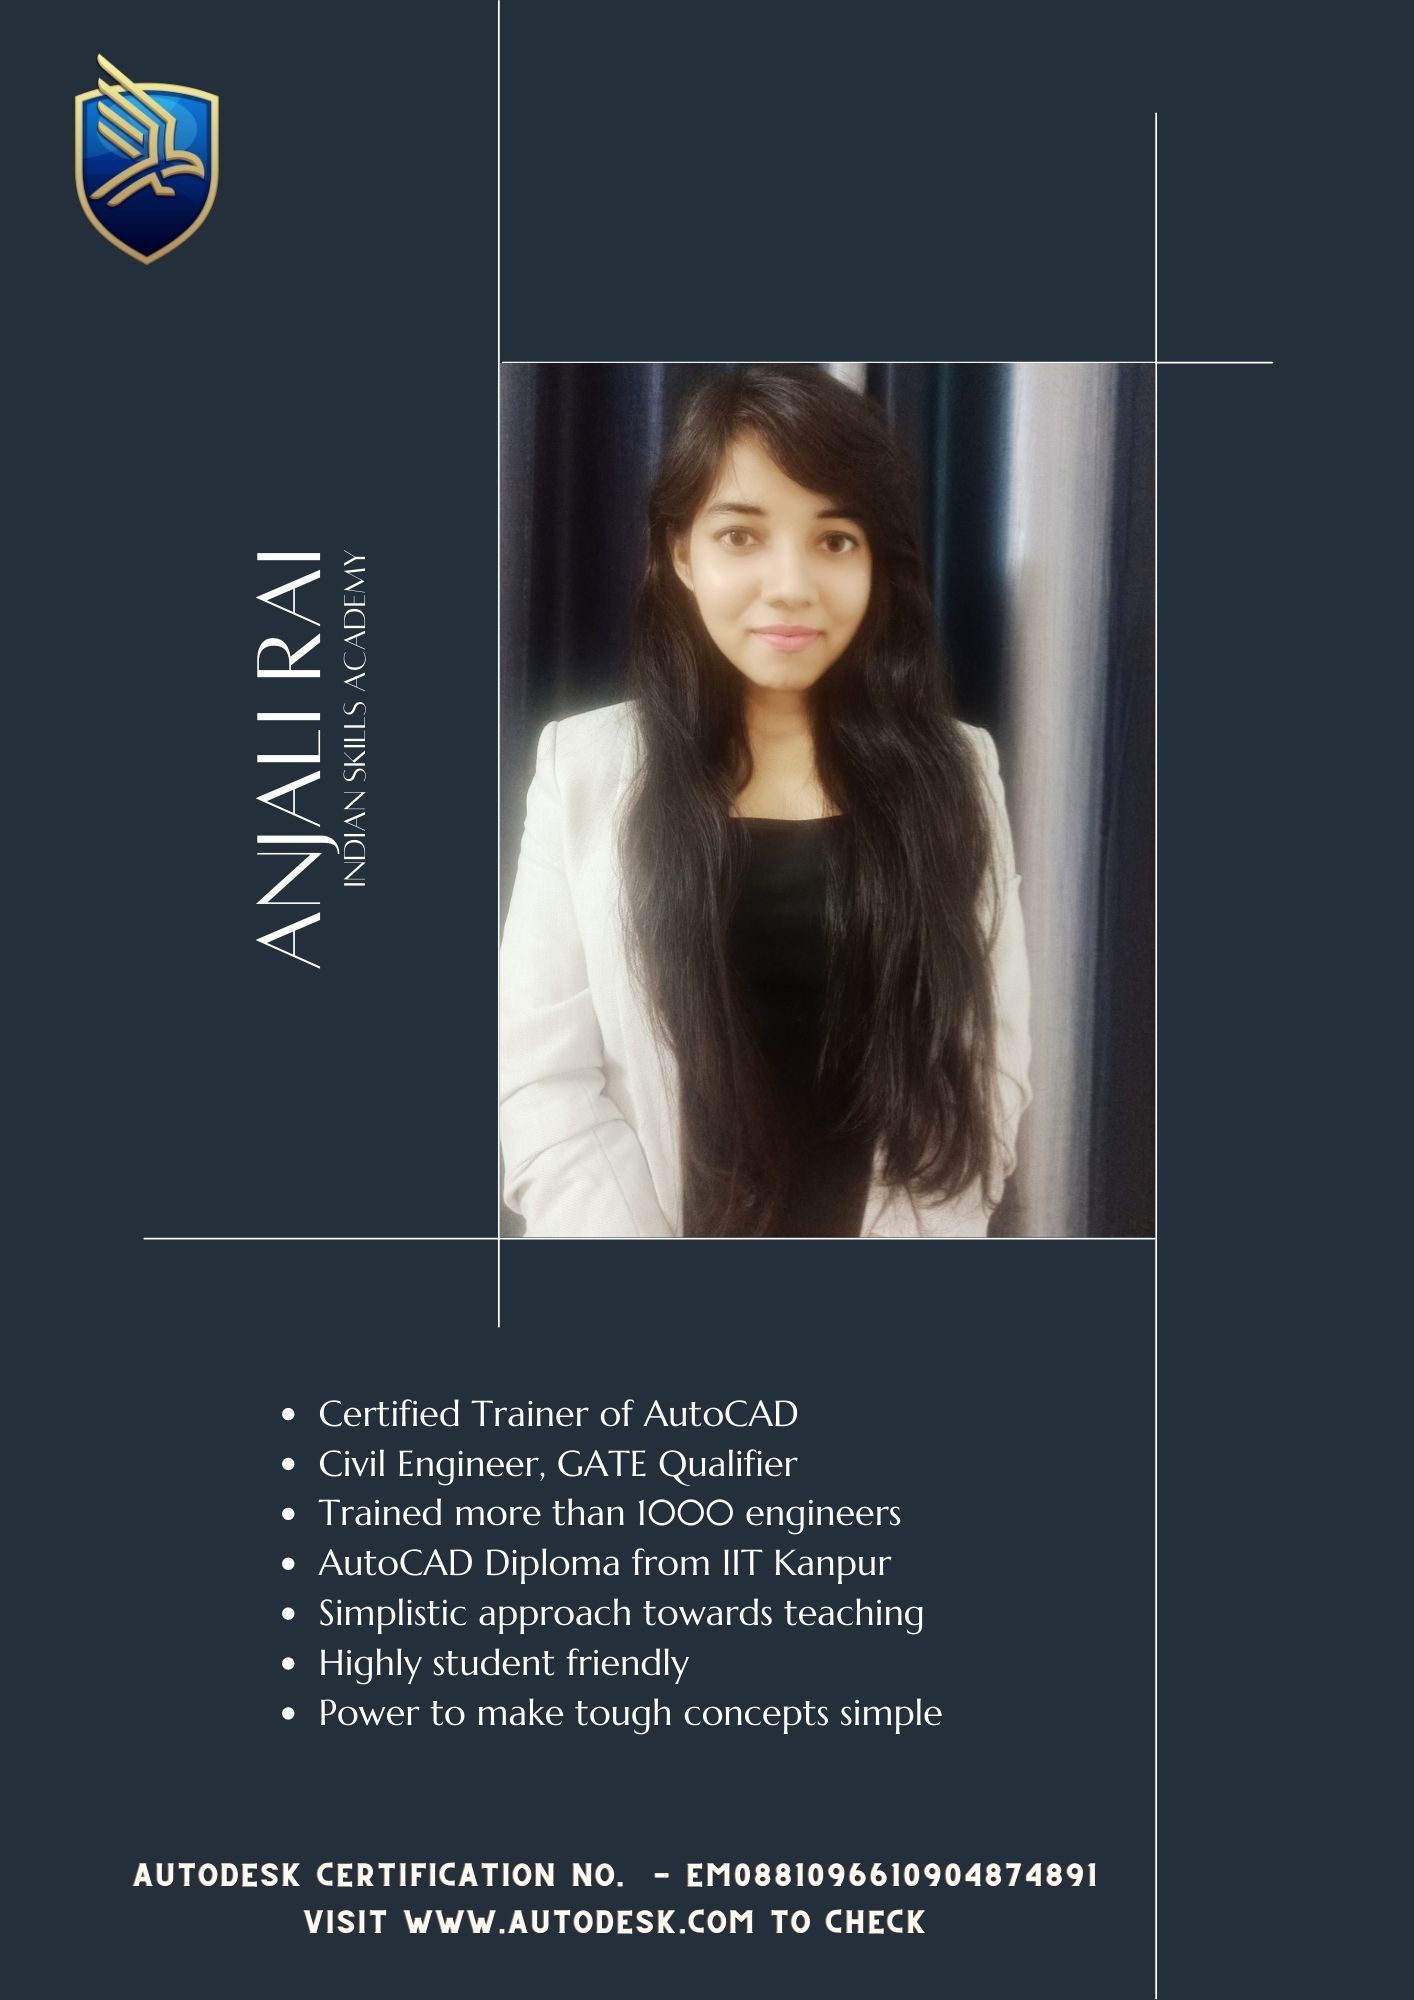 ANJALI RAI
INDIAN SKILLS ACADEMY
• Certified Trainer of AutoCAD
• Civil Engineer, GATE Qualifier
• Trained more than 1000 engineers
• AutoCAD Diploma from IIT Kanpur
• Simplistic approach towards teaching
• Highly student friendly
• Power to make tough concepts simple
AUTODESK CERTIFICATION NO. - EM0881096610904874891
VISIT WWW.AUTODESK.COM TO CHECK